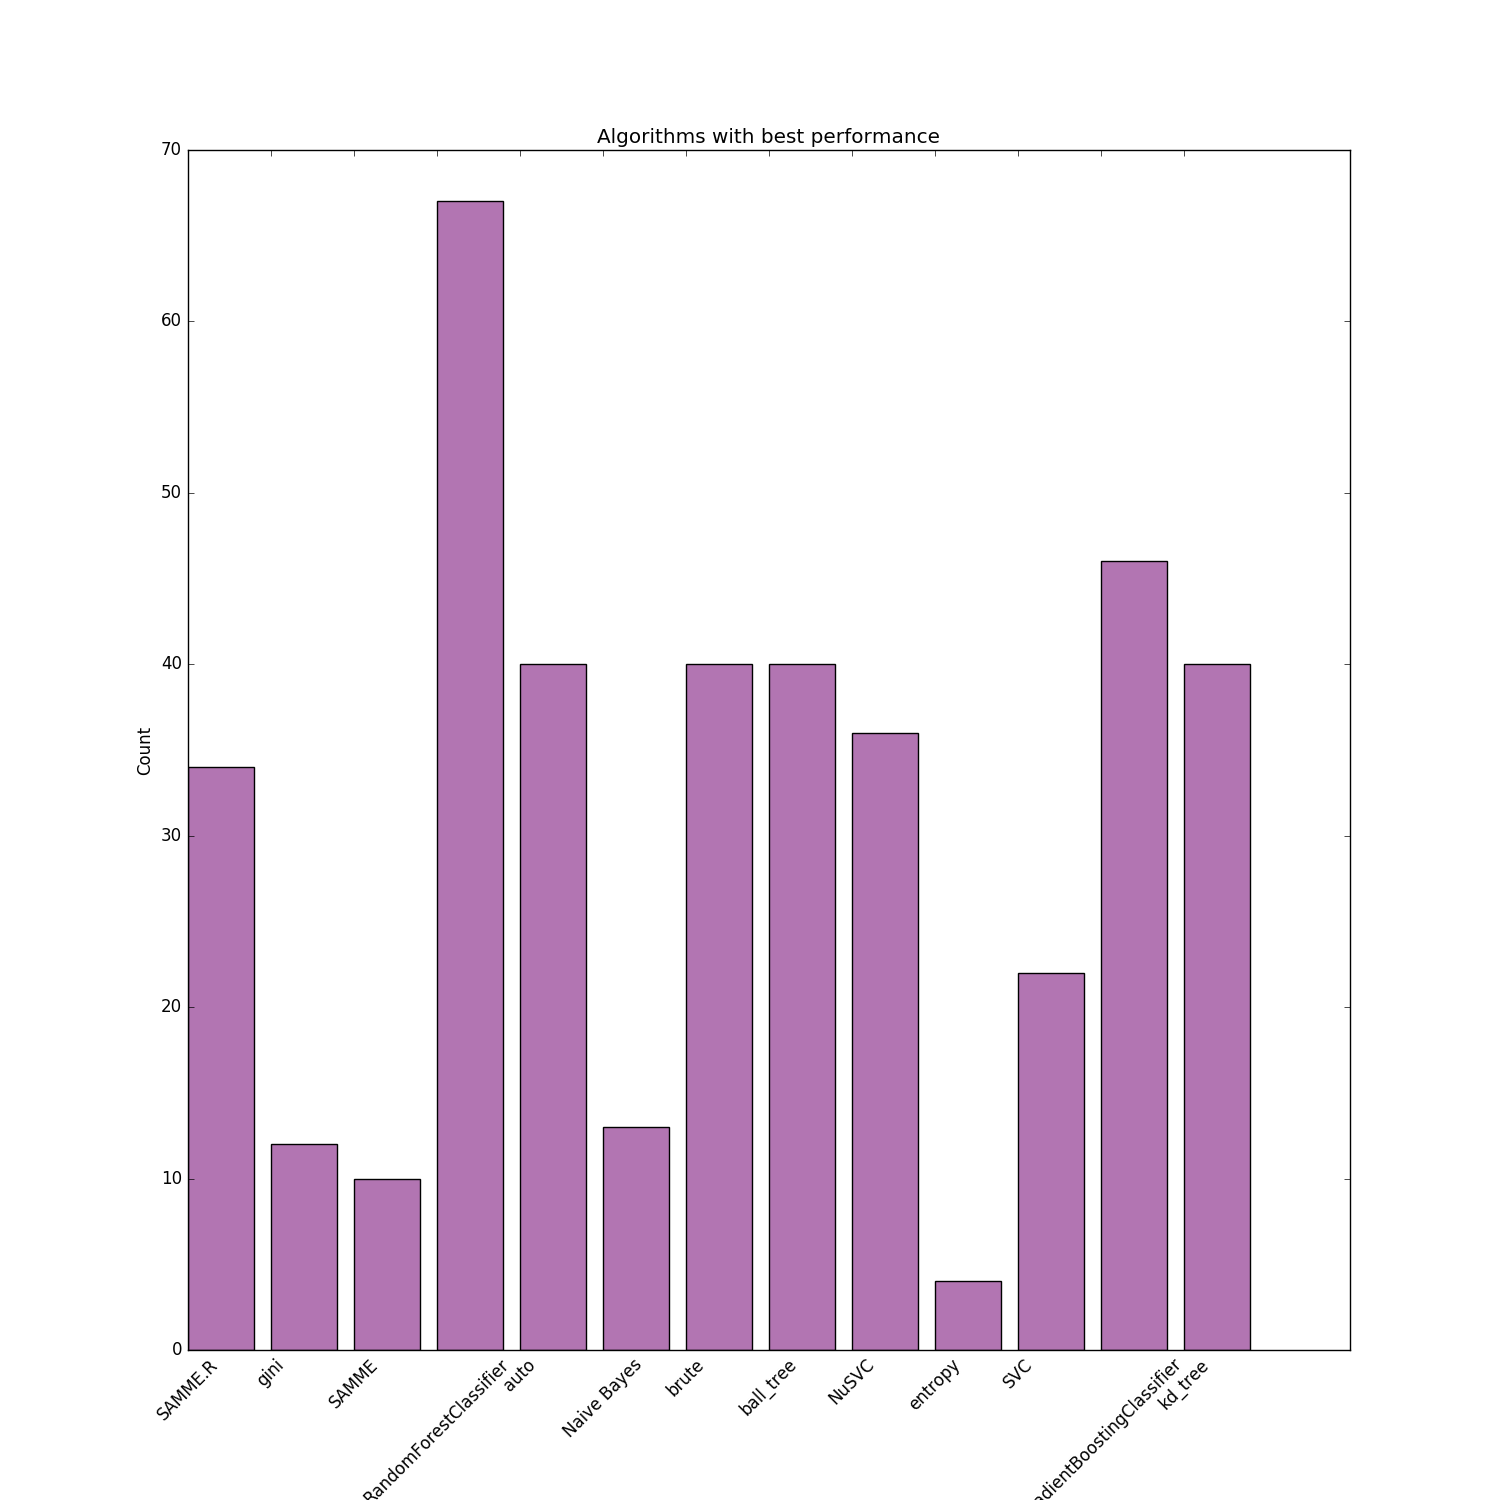 Algorithms with best performance
70
60
50
40
30
20
10
0
Count
SAMME.R
gini
SAMME
RandomForestClassifier
auto
Naive Bayes
brute
ball_tree
NuSVC
entropy
SVC
adientBoostingClassifier
kd_tree